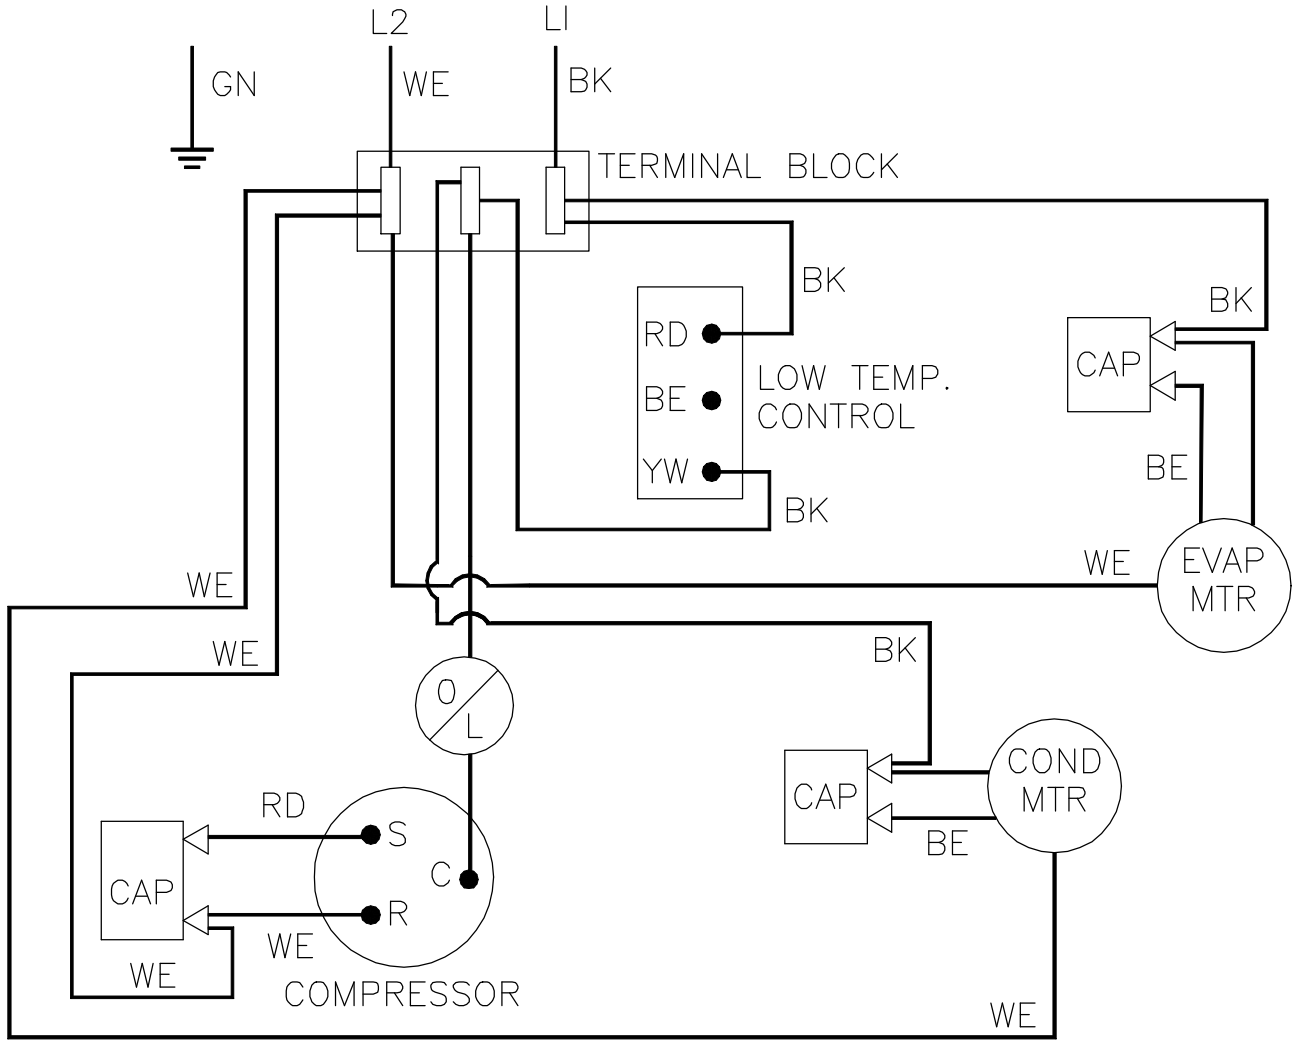 L2
L1
GN
WE
BK
TERMINAL BLOCK
BK
BK
RD
CAP
LOW TEMP.
CONTROL
BE
YW
BE
BK
WE
EVAP
MTR
WE
WE
BK
O/L
COND
MTR
CAP
RD
S
BE
C
CAP
R
WE
WE
COMPRESSOR
WE